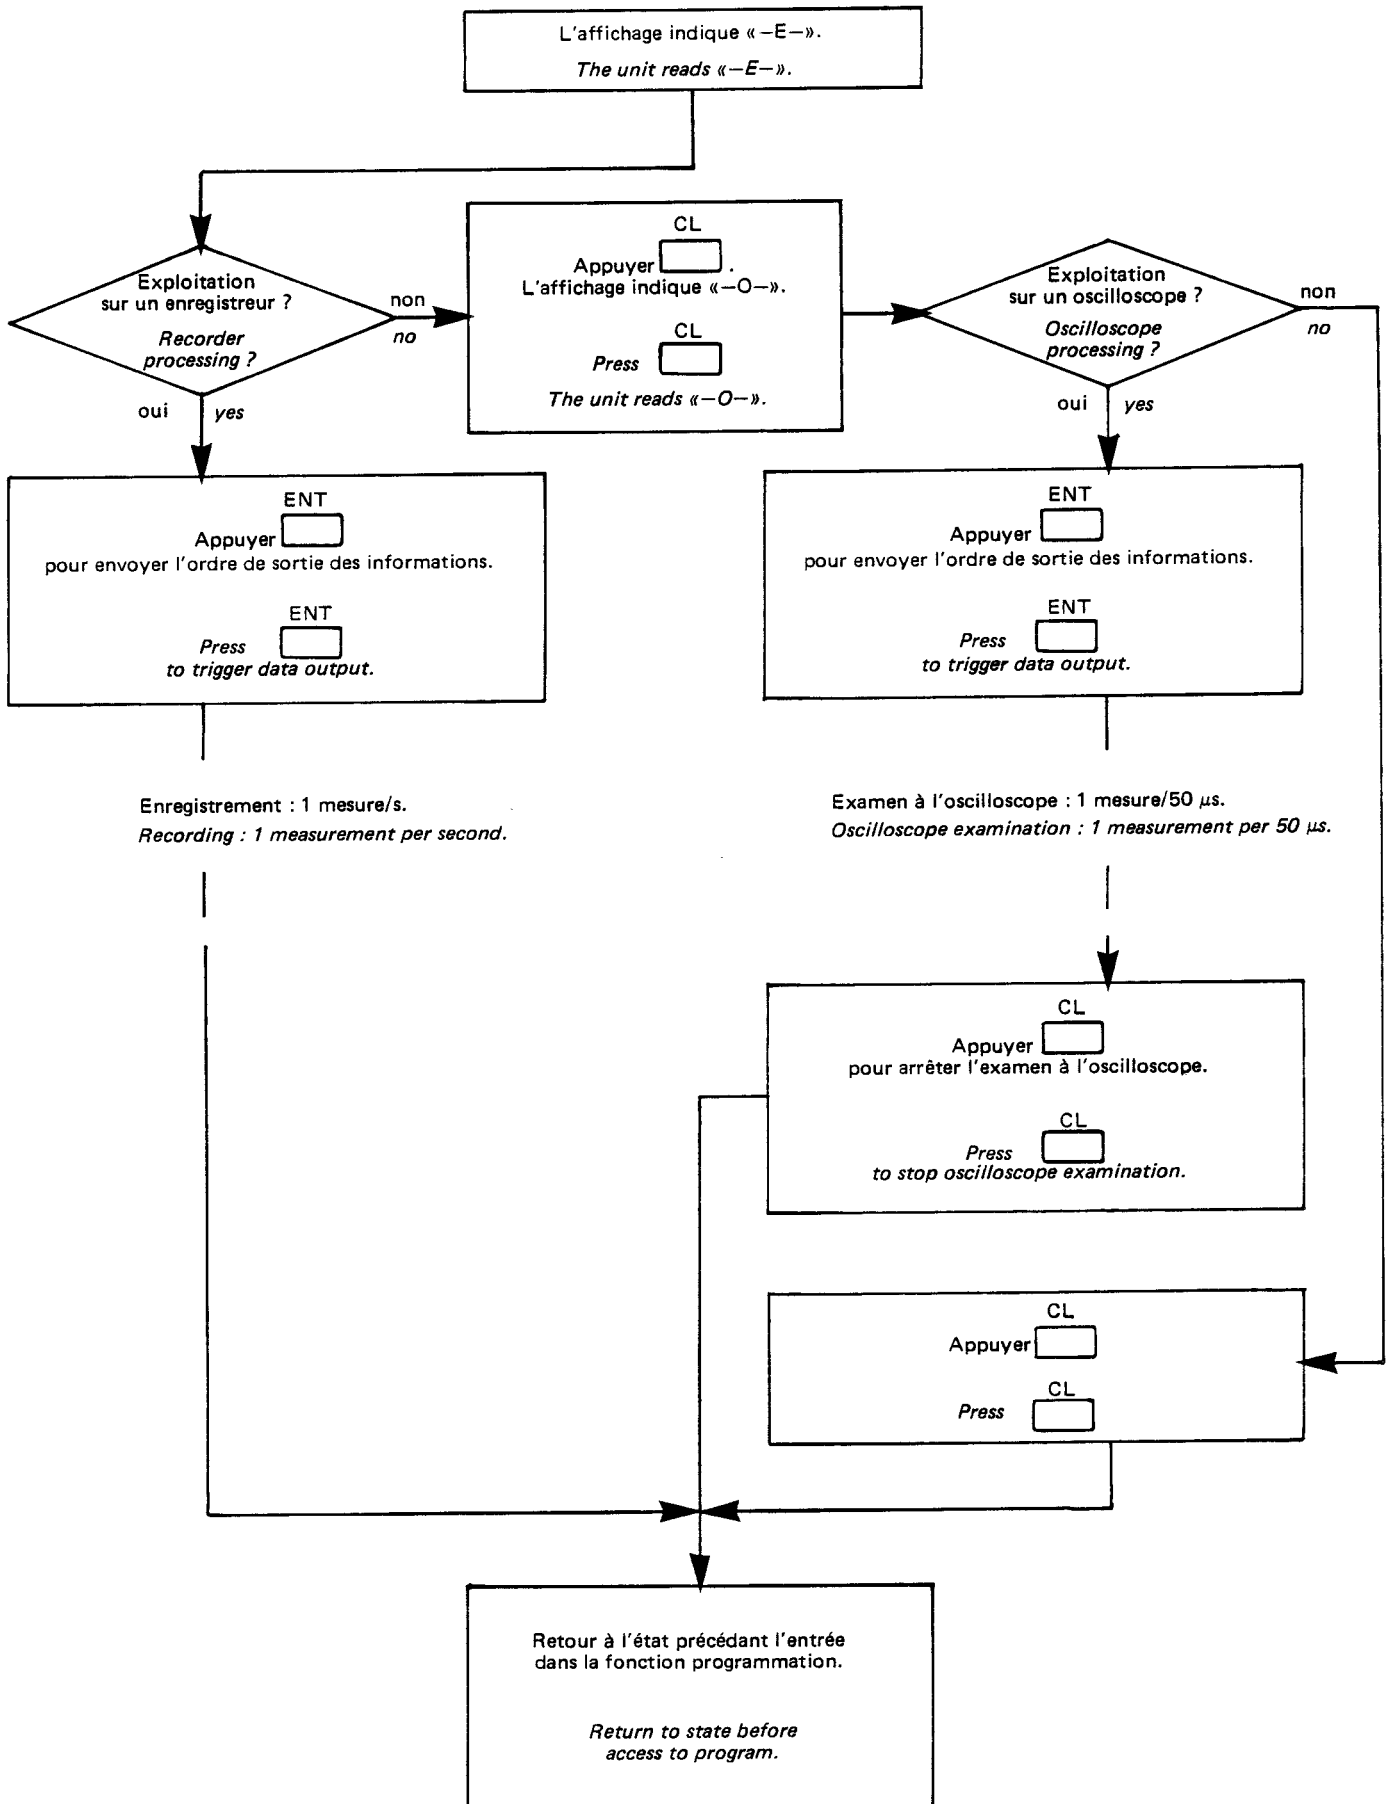 L'affichage indique «–E–».
The unit reads «–E–».
Exploitation
sur un enregistreur ?
Recorder
processing ?
non
no
oui
yes
CL
Appuyer .
L'affichage indique «–O–».
CL
Press
The unit reads «–O–».
Exploitation
sur un oscilloscope ?
Oscilloscope
processing ?
non
no
oui
yes
ENT
Appuyer
pour envoyer l'ordre de sortie des informations.
ENT
Press
to trigger data output.
ENT
Appuyer
pour envoyer l'ordre de sortie des informations.
ENT
Press
to trigger data output.
Enregistrement : 1 mesure/s.
Recording : 1 measurement per second.
Examen à l'oscilloscope : 1 mesure/50 μs.
Oscilloscope examination : 1 measurement per 50 μs.
CL
Appuyer
pour arrêter l'examen à l'oscilloscope.
CL
Press
to stop oscilloscope examination.
CL
Appuyer
CL
Press
Retour à l'état précédant l'entrée
dans la fonction programmation.
Return to state before
access to program.